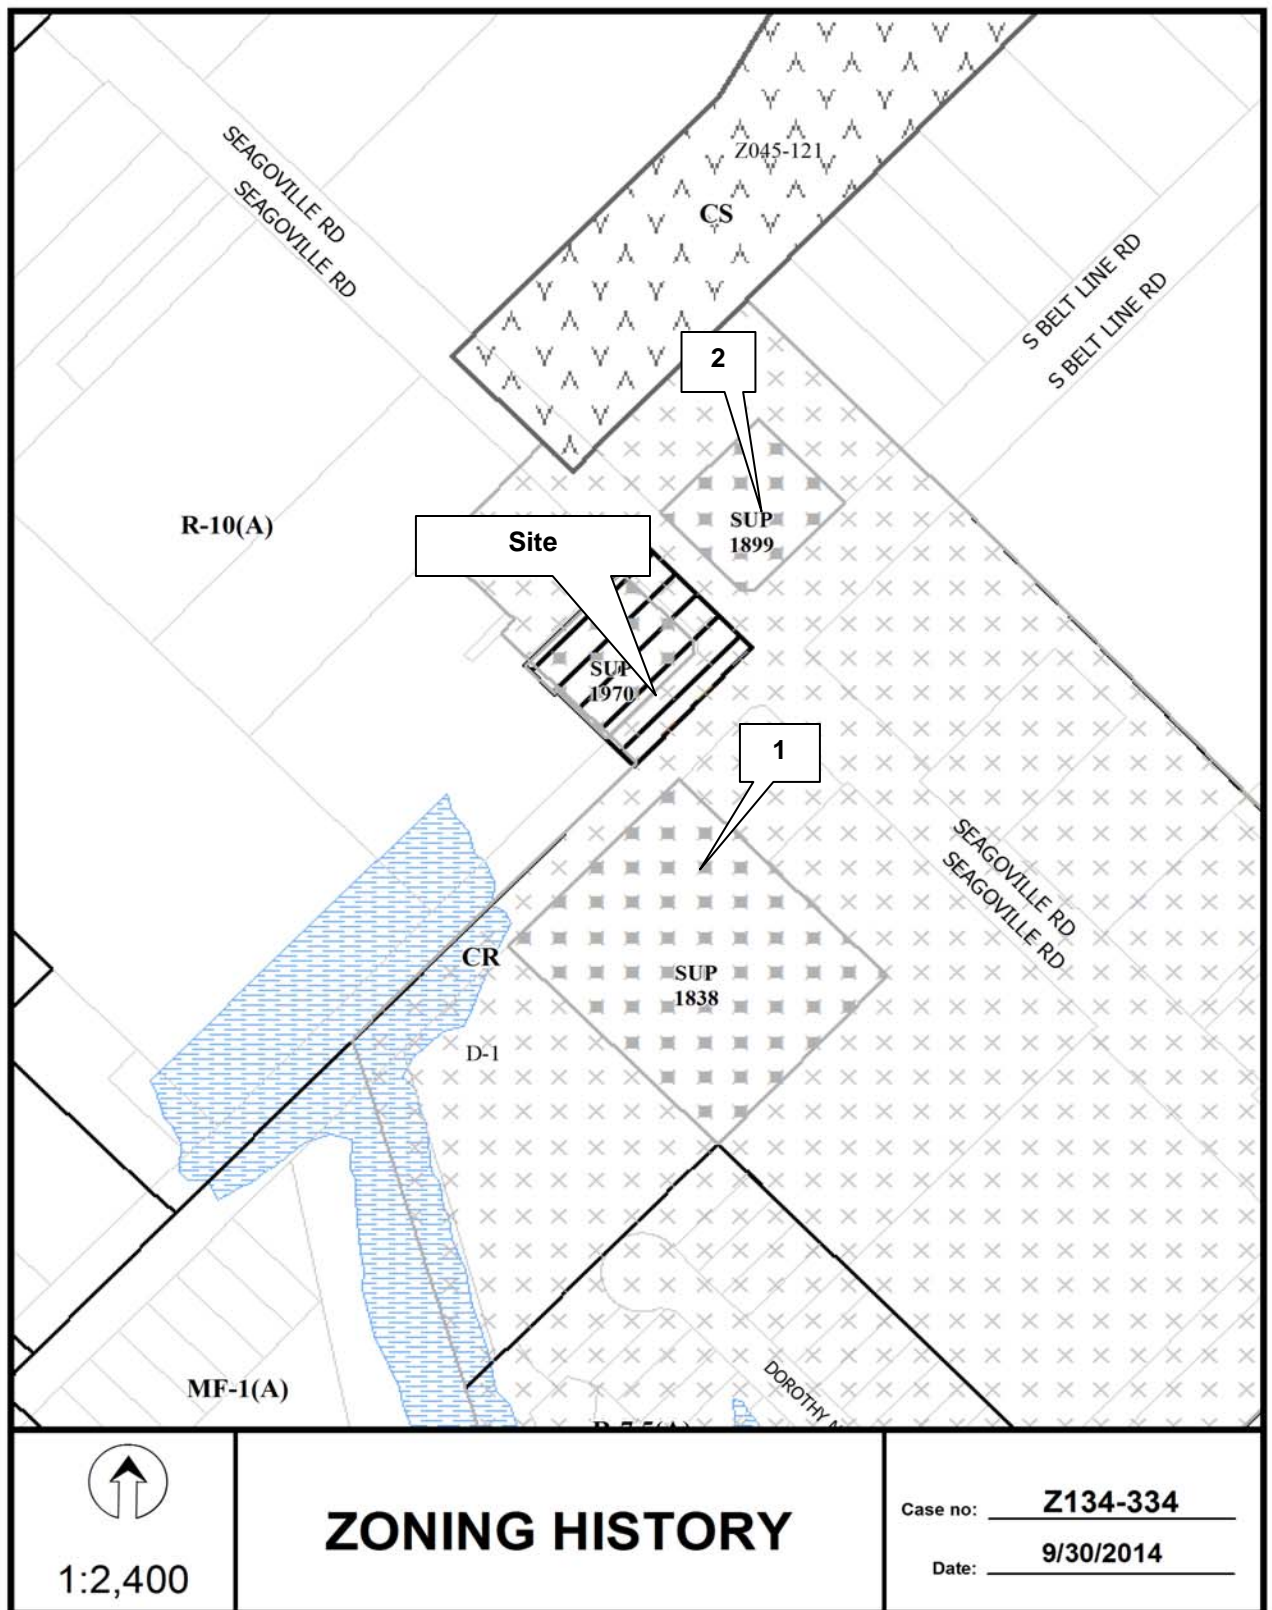 SEAGOVILLE RD
SEAGOVILLE RD
Z045-121
CS
S BELT LINE RD
S BELT LINE RD
2
R-10(A)
SUP
1899
Site
SUP
1970
1
SEAGOVILLE RD
SEAGOVILLE RD
CR
SUP
1838
D-1
MF-1(A)
DOROTHY
1:2,400
ZONING HISTORY
Case no: Z134-334
Date: 9/30/2014